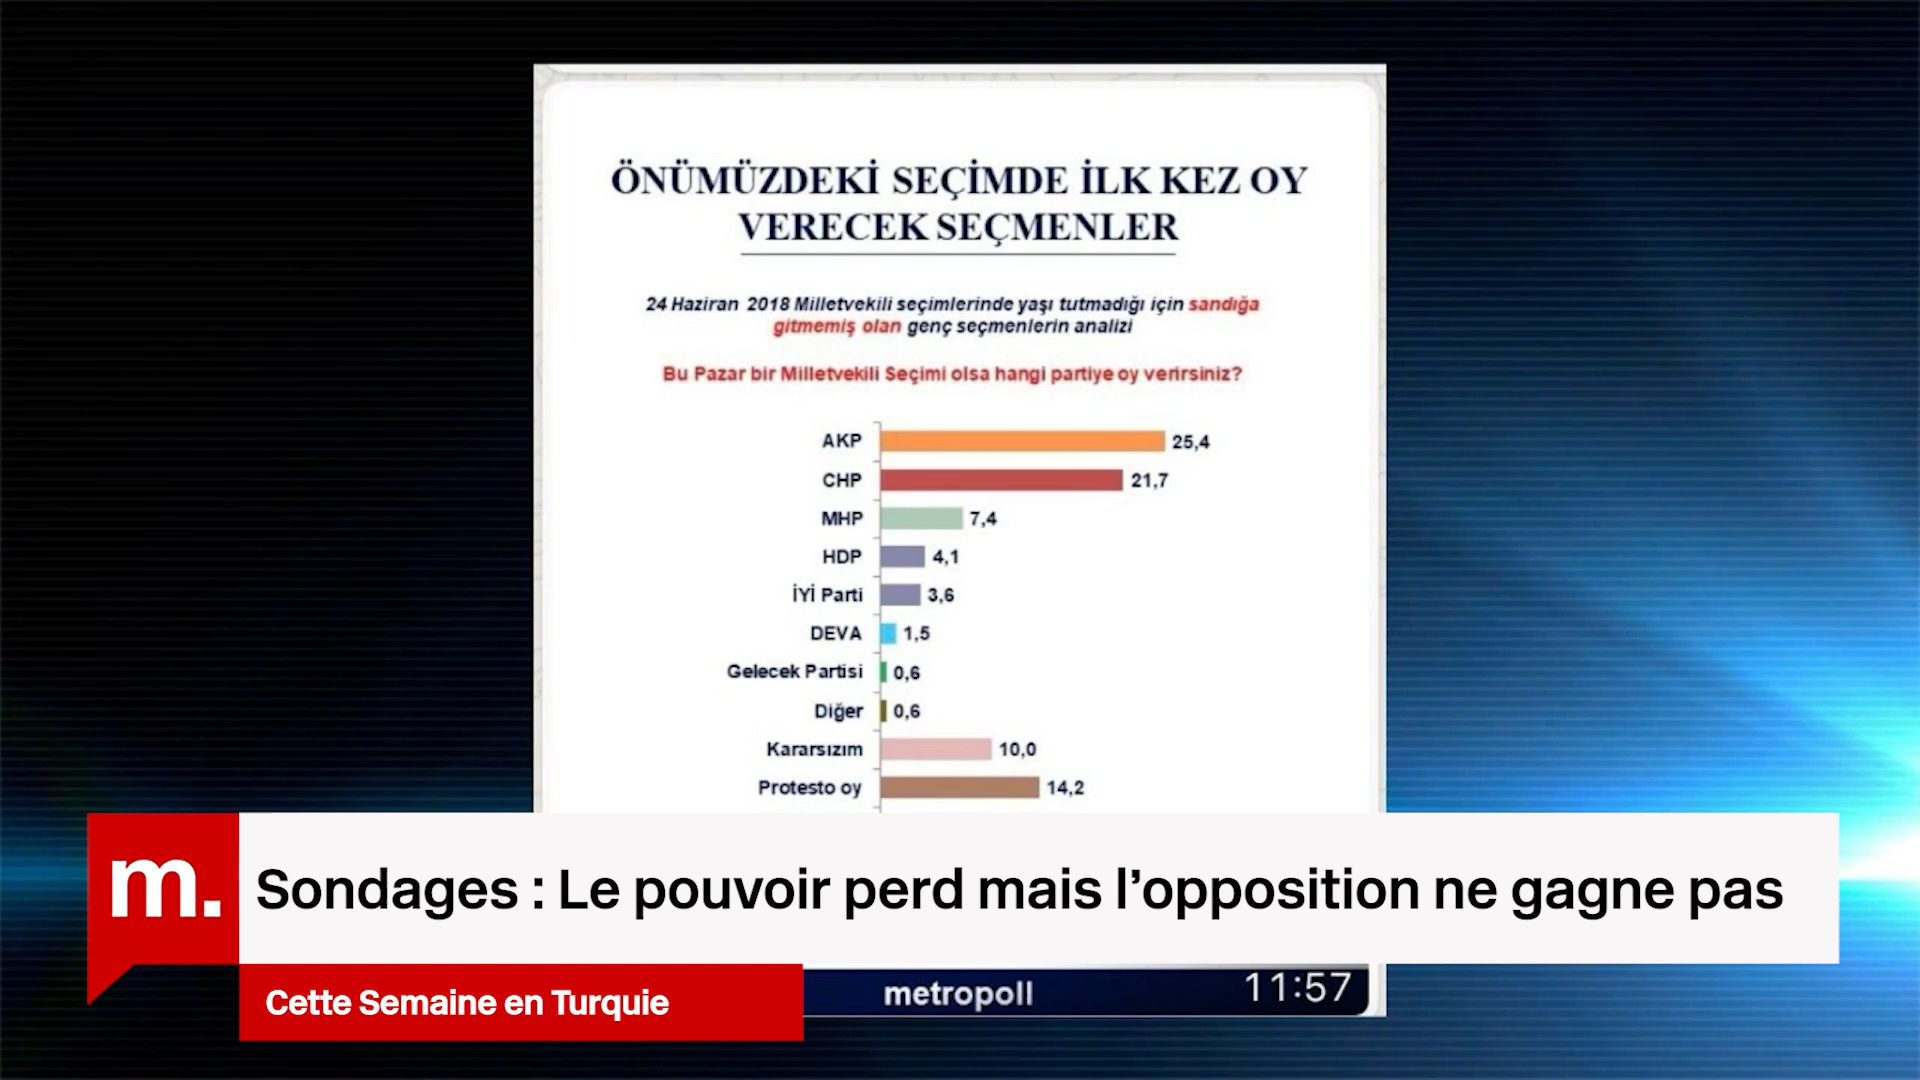 ÖNÜMÜZDEKİ SEÇİMDE İLK KEZ OY
VERECEK SEÇMENLER
24 Haziran 2018 Milletvekili seçimlerinde yaşı tutmadığı için sandığa
gitmemiş olan genç seçmenlerin analizi
Bu Pazar bir Milletvekili Seçimi olsa hangi partiye oy verirsiniz?
AKP 25,4
CHP 21,7
MHP 7,4
HDP 4,1
İYİ Parti 3,6
DEVA 1,5
Gelecek Partisi 0,6
Diğer 0,6
Kararsızım 10,0
Protesto oy 14,2
m. Sondages : Le pouvoir perd mais l’opposition ne gagne pas
Cette Semaine en Turquie
metropoll 11:57